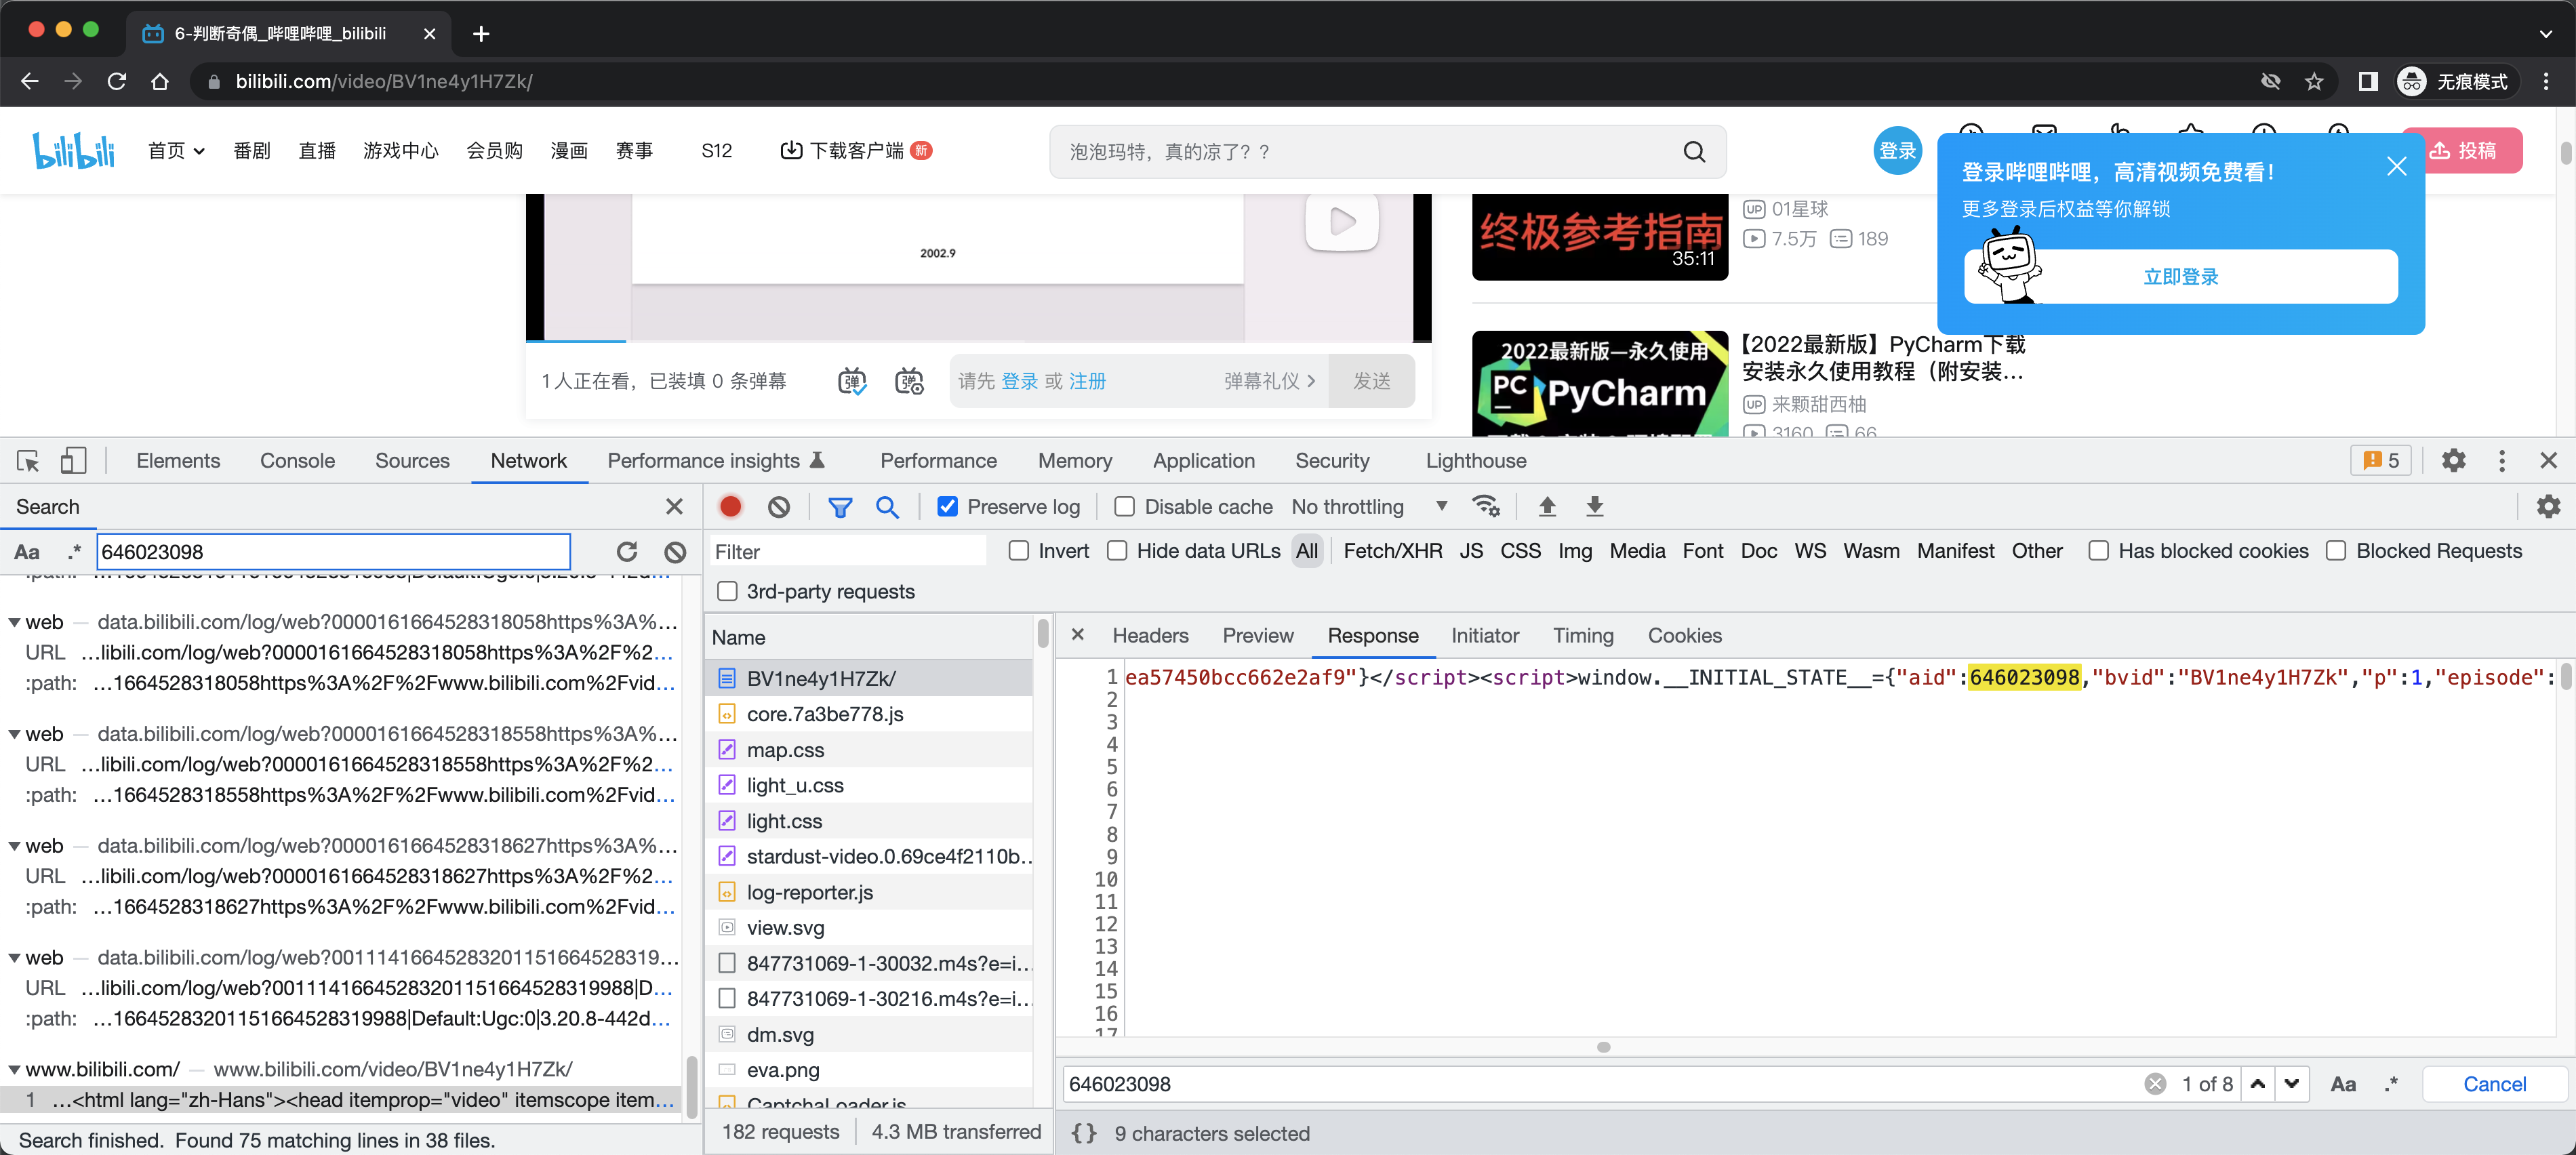 6-判断奇偶_哔哩哔哩_bilibili
bilibili.com/video/BV1ne4y1H7Zk/
无痕模式
bilibili
首页 番剧 直播 游戏中心 会员购 漫画 赛事 S12 下载客户端 新
泡泡玛特，真的凉了？？
登录
投稿
登录哔哩哔哩，高清视频免费看！
更多登录后权益等你解锁
立即登录
2002.9
终极参考指南
35:11
UP 01星球
7.5万 189
2022最新版—永久使用
PC PyCharm
【2022最新版】PyCharm下载
安装永久使用教程（附安装...
UP 来颗甜西柚
3160 66
1人正在看，已装填 0 条弹幕
弹 弹
请先 登录 或 注册
弹幕礼仪
发送
Elements Console Sources Network Performance insights Performance Memory Application Security Lighthouse 5
Search
Preserve log Disable cache No throttling
Aa .* 646023098
Filter Invert Hide data URLs All Fetch/XHR JS CSS Img Media Font Doc WS Wasm Manifest Other Has blocked cookies Blocked Requests
3rd-party requests
web — data.bilibili.com/log/web?0000161664528318058https%3A%...
URL ...libili.com/log/web?0000161664528318058https%3A%2F%2...
:path: ...1664528318058https%3A%2F%2Fwww.bilibili.com%2Fvid...
web — data.bilibili.com/log/web?0000161664528318558https%3A%...
URL ...libili.com/log/web?0000161664528318558https%3A%2F%2...
:path: ...1664528318558https%3A%2F%2Fwww.bilibili.com%2Fvid...
web — data.bilibili.com/log/web?0000161664528318627https%3A%...
URL ...libili.com/log/web?0000161664528318627https%3A%2F%2...
:path: ...1664528318627https%3A%2F%2Fwww.bilibili.com%2Fvid...
web — data.bilibili.com/log/web?00111416645283201151664528319...
URL ...libili.com/log/web?00111416645283201151664528319988|D...
:path: ...16645283201151664528319988|Default:Ugc:0|3.20.8-442d...
www.bilibili.com/ — www.bilibili.com/video/BV1ne4y1H7Zk/
1 ...<html lang="zh-Hans"><head itemprop="video" itemscope item...
Search finished. Found 75 matching lines in 38 files.
Name
BV1ne4y1H7Zk/
core.7a3be778.js
map.css
light_u.css
light.css
stardust-video.0.69ce4f2110b...
log-reporter.js
view.svg
847731069-1-30032.m4s?e=i...
847731069-1-30216.m4s?e=i...
dm.svg
eva.png
CaptchaLoader.js
182 requests 4.3 MB transferred
Headers Preview Response Initiator Timing Cookies
1 ea57450bcc662e2af9"}</script><script>window.__INITIAL_STATE__={"aid":646023098,"bvid":"BV1ne4y1H7Zk","p":1,"episode":
2
3
4
5
6
7
8
9
10
11
12
13
14
15
16
17
646023098 1 of 8 Aa .* Cancel
{} 9 characters selected